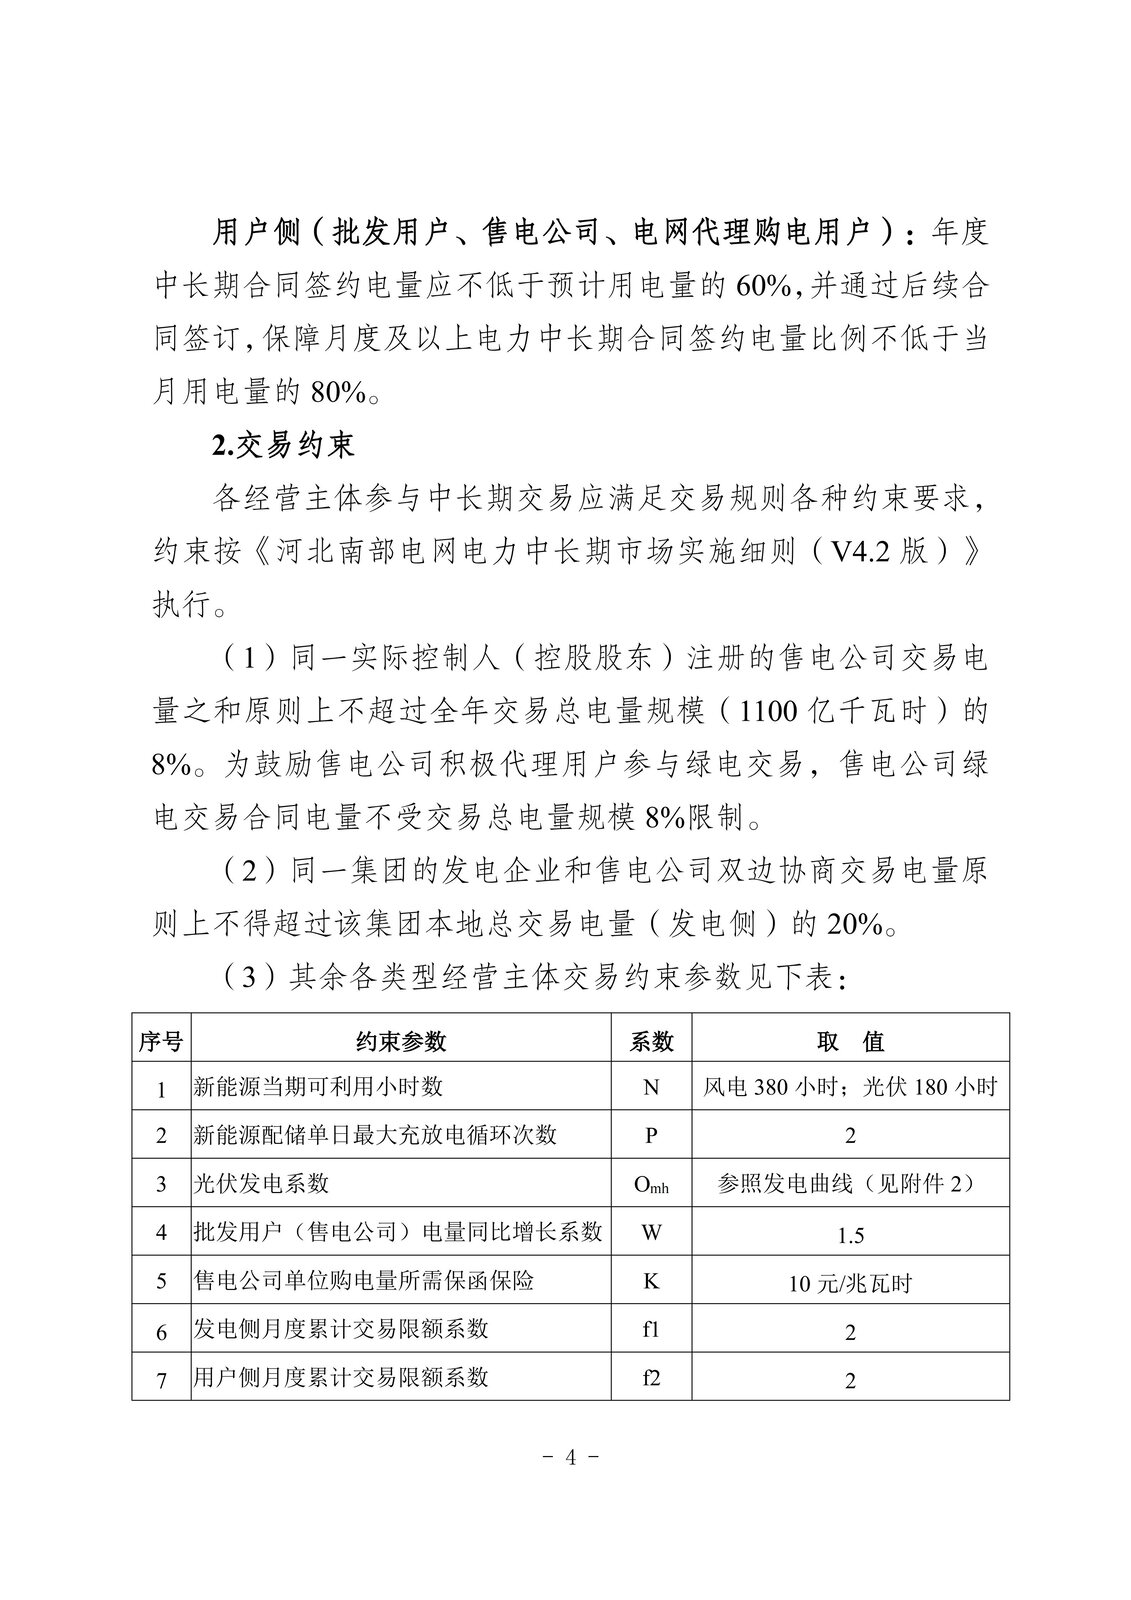 用户侧（批发用户、售电公司、电网代理购电用户）：年度
中长期合同签约电量应不低于预计用电量的 60%，并通过后续合
同签订，保障月度及以上电力中长期合同签约电量比例不低于当
月用电量的 80%。
2.交易约束
各经营主体参与中长期交易应满足交易规则各种约束要求，
约束按《河北南部电网电力中长期市场实施细则（V4.2 版）》
执行。
（1）同一实际控制人（控股股东）注册的售电公司交易电
量之和原则上不超过全年交易总电量规模（1100 亿千瓦时）的
8%。为鼓励售电公司积极代理用户参与绿电交易，售电公司绿
电交易合同电量不受交易总电量规模 8%限制。
（2）同一集团的发电企业和售电公司双边协商交易电量原
则上不得超过该集团本地总交易电量（发电侧）的 20%。
（3）其余各类型经营主体交易约束参数见下表：
序号 约束参数 系数 取 值
1 新能源当期可利用小时数 N 风电 380 小时；光伏 180 小时
2 新能源配储单日最大充放电循环次数 P 2
3 光伏发电系数 Omh 参照发电曲线（见附件 2）
4 批发用户（售电公司）电量同比增长系数 W 1.5
5 售电公司单位购电量所需保函保险 K 10 元/兆瓦时
6 发电侧月度累计交易限额系数 f1 2
7 用户侧月度累计交易限额系数 f2 2
- 4 -